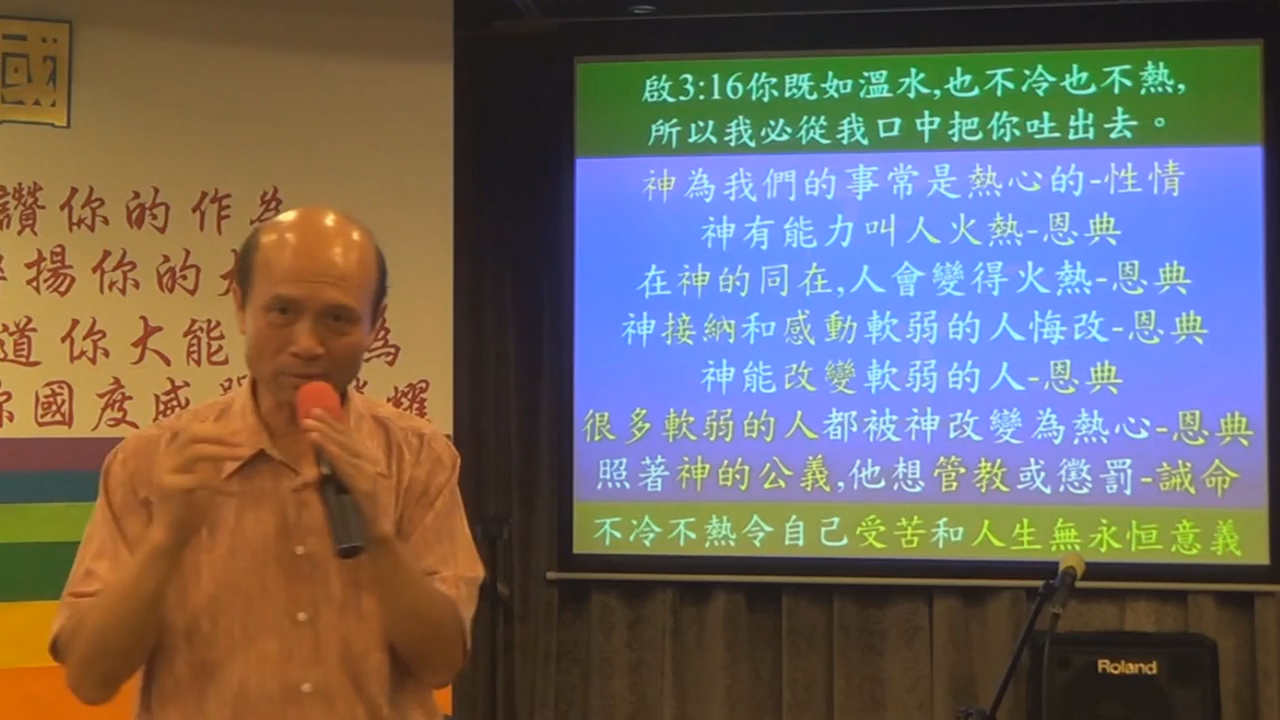 國
讚你的作為
揚你的大
道你大能 為
你國度威 耀
啟3:16你既如溫水,也不冷也不熱,
所以我必從我口中把你吐出去。
神為我們的事常是熱心的-性情
神有能力叫人火熱-恩典
在神的同在,人會變得火熱-恩典
神接納和感動軟弱的人悔改-恩典
神能改變軟弱的人-恩典
很多軟弱的人都被神改變為熱心-恩典
照著神的公義,他想管教或懲罰-誡命
不冷不熱令自己受苦和人生無永恒意義
Roland